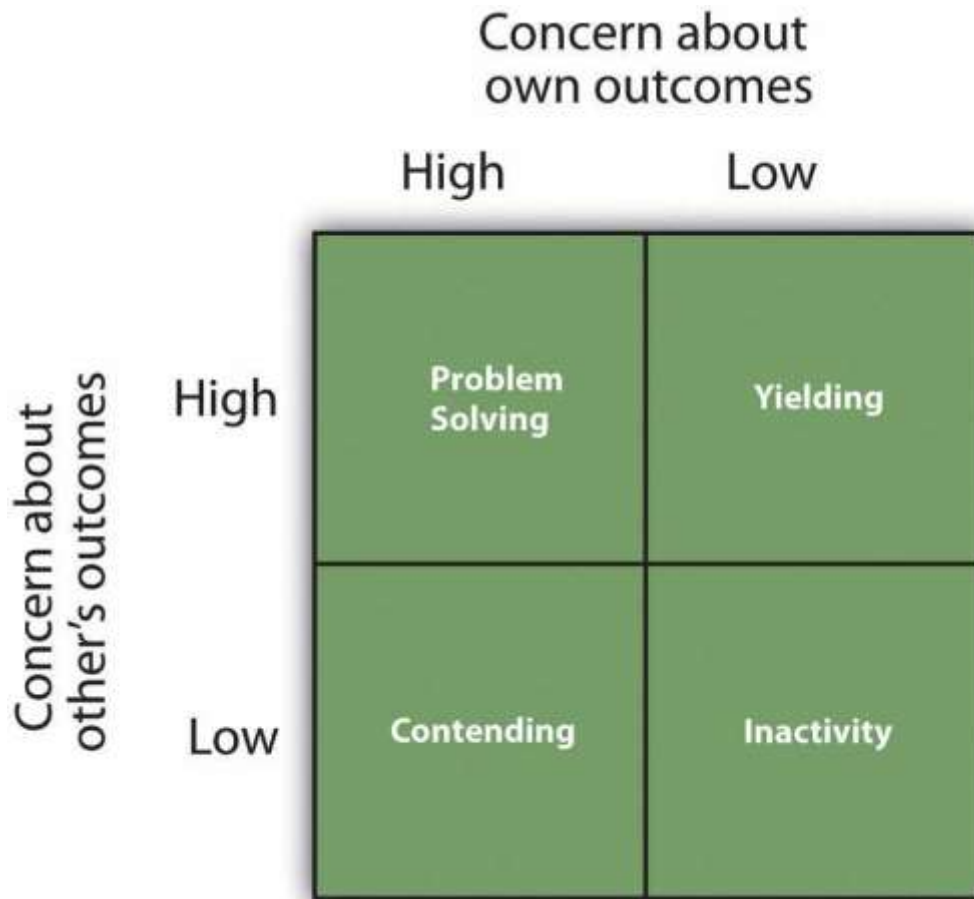 Concern about
own outcomes
High Low
Concern about
other's outcomes
High
Problem
Solving
Yielding
Low
Contending
Inactivity